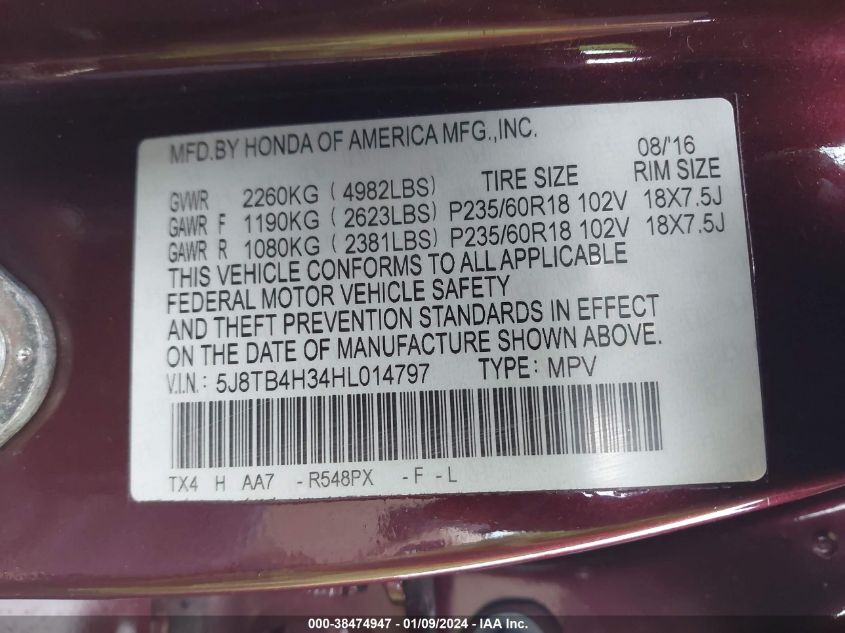 MFD.BY HONDA OF AMERICA MFG.,INC. 08/'16
GVWR 2260KG ( 4982LBS) TIRE SIZE RIM SIZE
GAWR F 1190KG ( 2623LBS) P235/60R18 102V 18X7.5J
GAWR R 1080KG ( 2381LBS) P235/60R18 102V 18X7.5J
THIS VEHICLE CONFORMS TO ALL APPLICABLE
FEDERAL MOTOR VEHICLE SAFETY
AND THEFT PREVENTION STANDARDS IN EFFECT
ON THE DATE OF MANUFACTURE SHOWN ABOVE.
V.I.N.: 5J8TB4H34HL014797 TYPE: MPV
TX4 H AA7 -R548PX -F-L
000-38474947 - 01/09/2024 - IAA Inc.